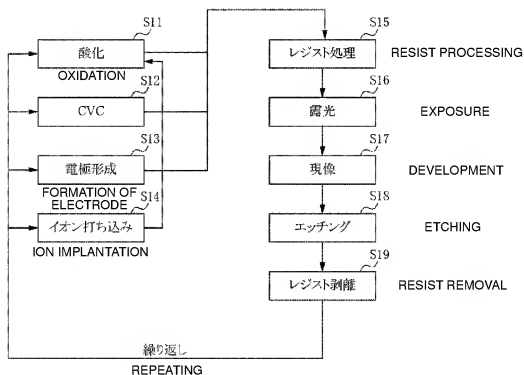 S11
酸化
OXIDATION
S12
CVC
S13
電極形成
FORMATION OF
ELECTRODE
S14
イオン打ち込み
ION IMPLANTATION
S15
レジスト処理
RESIST PROCESSING
S16
露光
EXPOSURE
S17
現像
DEVELOPMENT
S18
エッチング
ETCHING
S19
レジスト剥離
RESIST REMOVAL
繰り返し
REPEATING